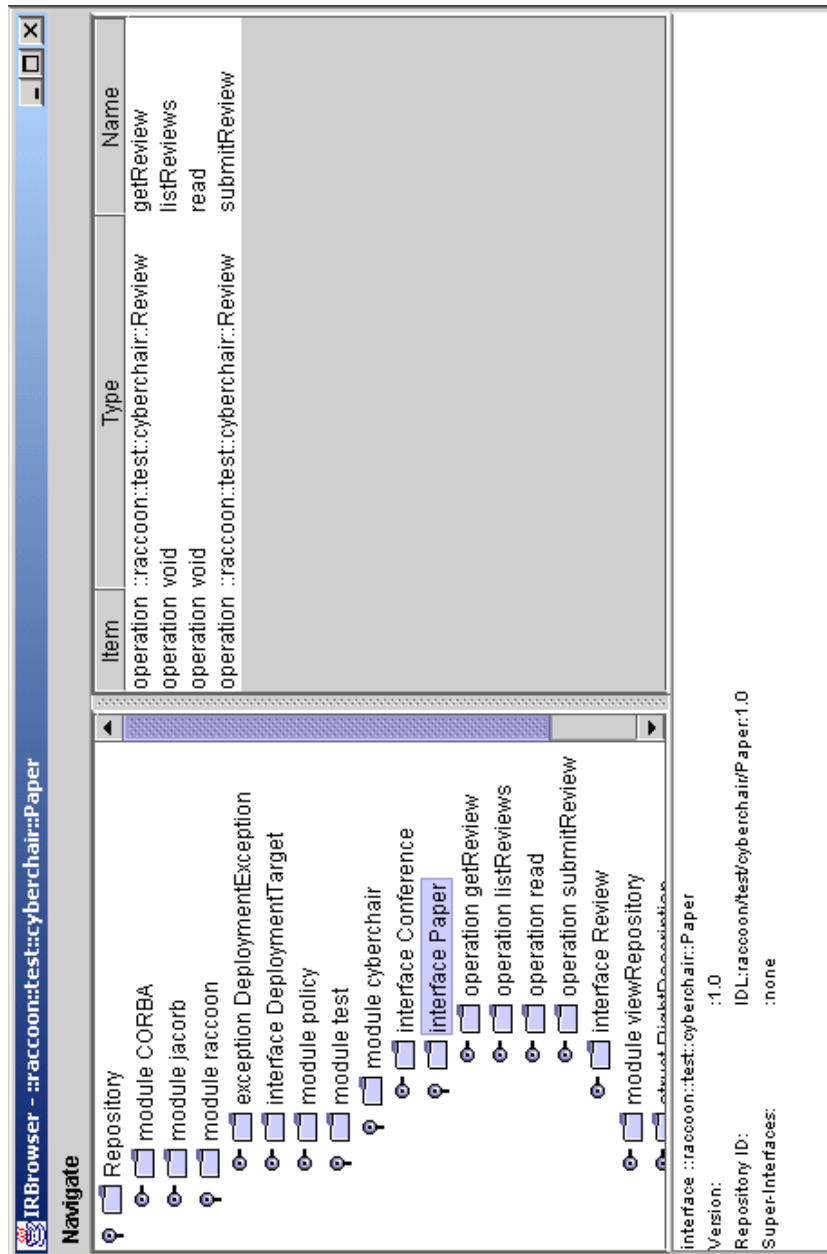 IRBrowser - ::raccoon::test::cyberchair::Paper
Navigate
Repository
module CORBA
module jacorb
module raccoon
exception DeploymentException
interface DeploymentTarget
module policy
module test
module cyberchair
interface Conference
interface Paper
operation getReview
operation listReviews
operation read
operation submitReview
interface Review
module viewRepository
struct RightDescription
Item Type Name
operation ::raccoon::test::cyberchair::Review getReview
operation void listReviews
operation void read
operation ::raccoon::test::cyberchair::Review submitReview
interface ::raccoon::test::cyberchair::Paper
Version: :1.0
Repository ID: IDL:raccoon/test/cyberchair/Paper:1.0
Super-Interfaces: :none